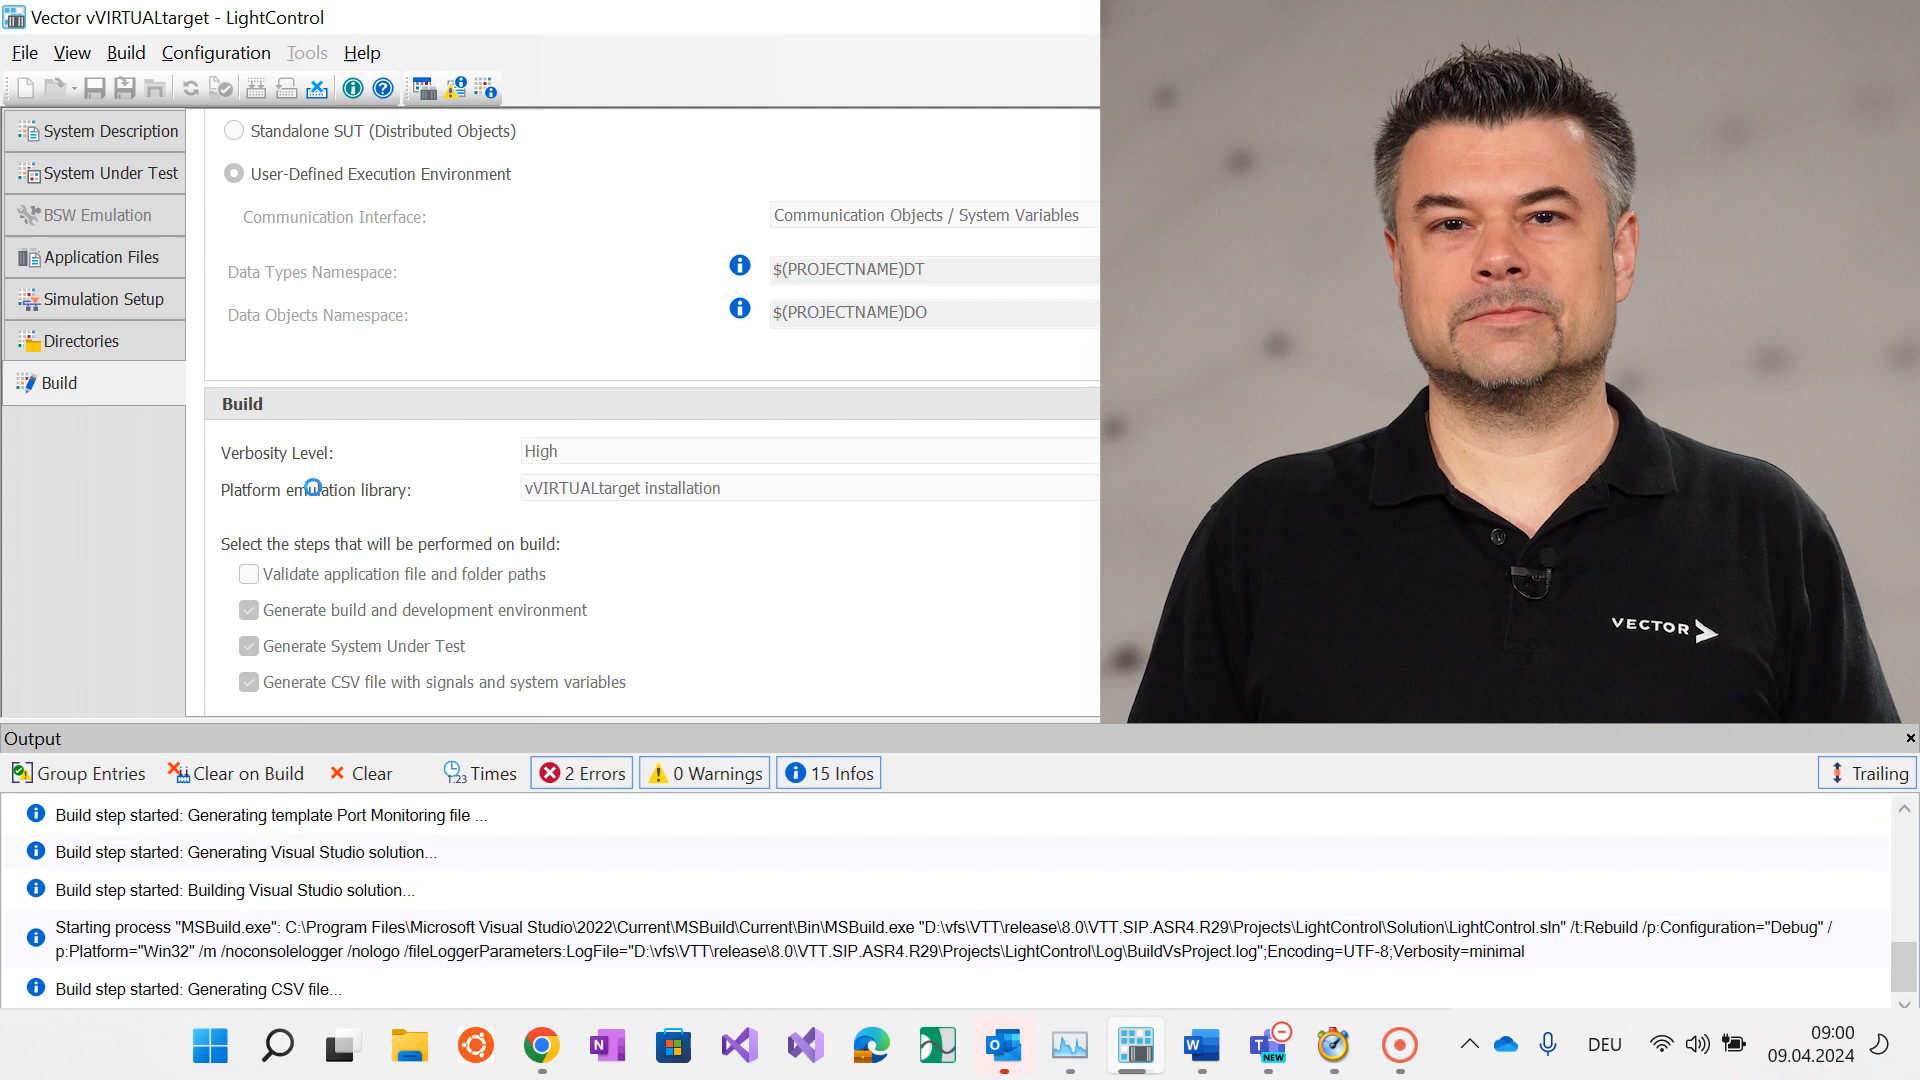 Vector vVIRTUALtarget - LightControl
File View Build Configuration Tools Help
System Description
System Under Test
BSW Emulation
Application Files
Simulation Setup
Directories
Build
Standalone SUT (Distributed Objects)
User-Defined Execution Environment
Communication Interface: Communication Objects / System Variables
Data Types Namespace: $(PROJECTNAME)DT
Data Objects Namespace: $(PROJECTNAME)DO
Build
Verbosity Level: High
Platform emulation library: vVIRTUALtarget installation
Select the steps that will be performed on build:
Validate application file and folder paths
Generate build and development environment
Generate System Under Test
Generate CSV file with signals and system variables
VECTOR
Output
Group Entries Clear on Build Clear Times 2 Errors 0 Warnings 15 Infos Trailing
Build step started: Generating template Port Monitoring file ...
Build step started: Generating Visual Studio solution...
Build step started: Building Visual Studio solution...
Starting process "MSBuild.exe": C:\Program Files\Microsoft Visual Studio\2022\Current\MSBuild\Current\Bin\MSBuild.exe "D:\vfs\VTT\release\8.0\VTT.SIP.ASR4.R29\Projects\LightControl\Solution\LightControl.sln" /t:Rebuild /p:Configuration="Debug" /
p:Platform="Win32" /m /noconsolelogger /nologo /fileLoggerParameters:LogFile="D:\vfs\VTT\release\8.0\VTT.SIP.ASR4.R29\Projects\LightControl\Log\BuildVsProject.log";Encoding=UTF-8;Verbosity=minimal
Build step started: Generating CSV file...
NEW
DEU
09:00
09.04.2024